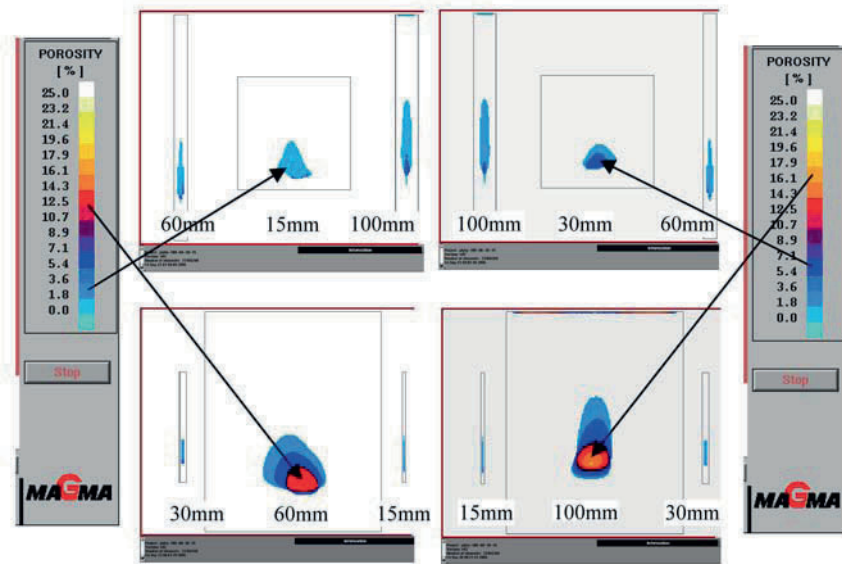 POROSITY
[ % ]
25.0
23.2
21.4
19.6
17.9
16.1
14.3
12.5
10.7
8.9
7.1
5.4
3.6
1.8
0.0
Stop
MAGMA
60mm 15mm 100mm
100mm 30mm 60mm
30mm 60mm 15mm
15mm 100mm 30mm
POROSITY
[ % ]
25.0
23.2
21.4
19.6
17.9
16.1
14.3
12.5
10.7
8.9
7.1
5.4
3.6
1.8
0.0
Stop
MAGMA